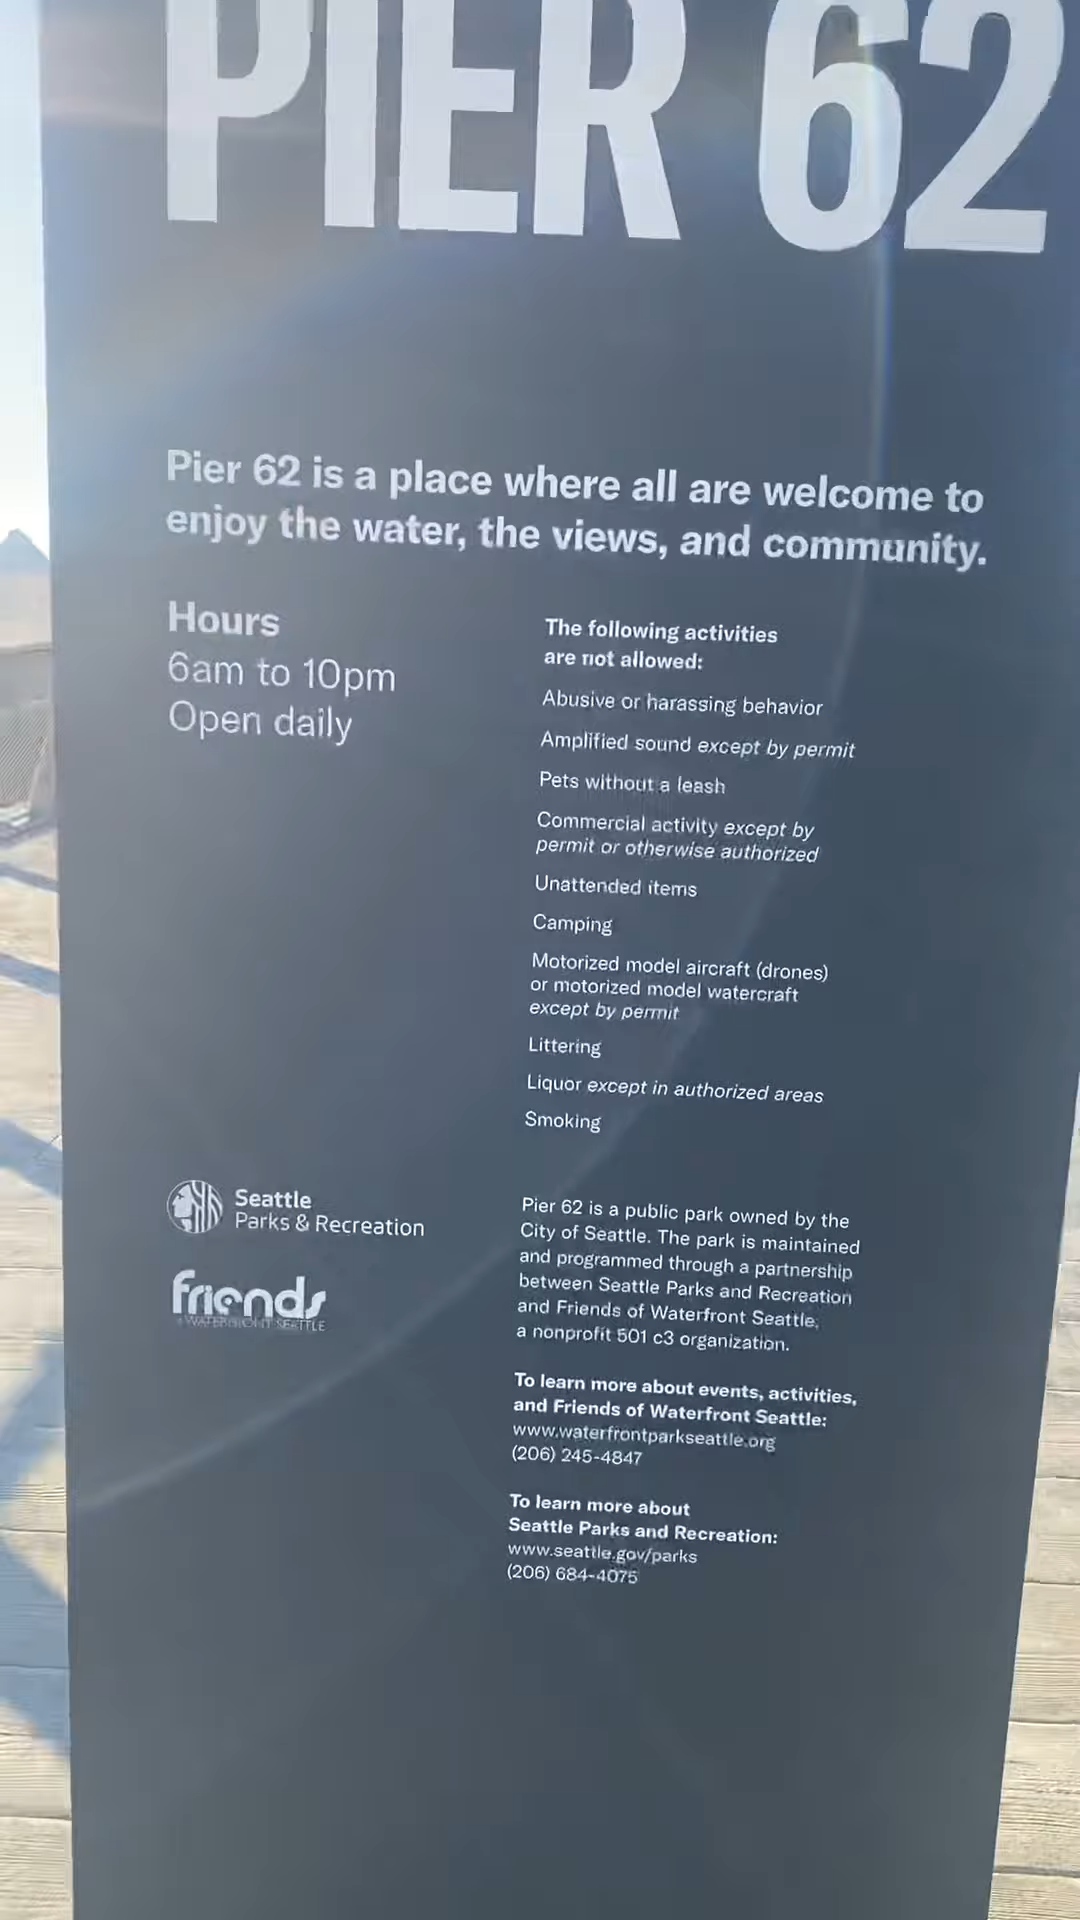 PIER 62
Pier 62 is a place where all are welcome to
enjoy the water, the views, and community.
Hours
6am to 10pm
Open daily
The following activities
are not allowed:
Abusive or harassing behavior
Amplified sound except by permit
Pets without a leash
Commercial activity except by
permit or otherwise authorized
Unattended items
Camping
Motorized model aircraft (drones)
or motorized model watercraft
except by permit
Littering
Liquor except in authorized areas
Smoking
Seattle
Parks & Recreation
friends
WATERFRONT SEATTLE
Pier 62 is a public park owned by the
City of Seattle. The park is maintained
and programmed through a partnership
between Seattle Parks and Recreation
and Friends of Waterfront Seattle,
a nonprofit 501 c3 organization.
To learn more about events, activities,
and Friends of Waterfront Seattle:
www.waterfrontparkseattle.org
(206) 245-4847
To learn more about
Seattle Parks and Recreation:
www.seattle.gov/parks
(206) 684-4075